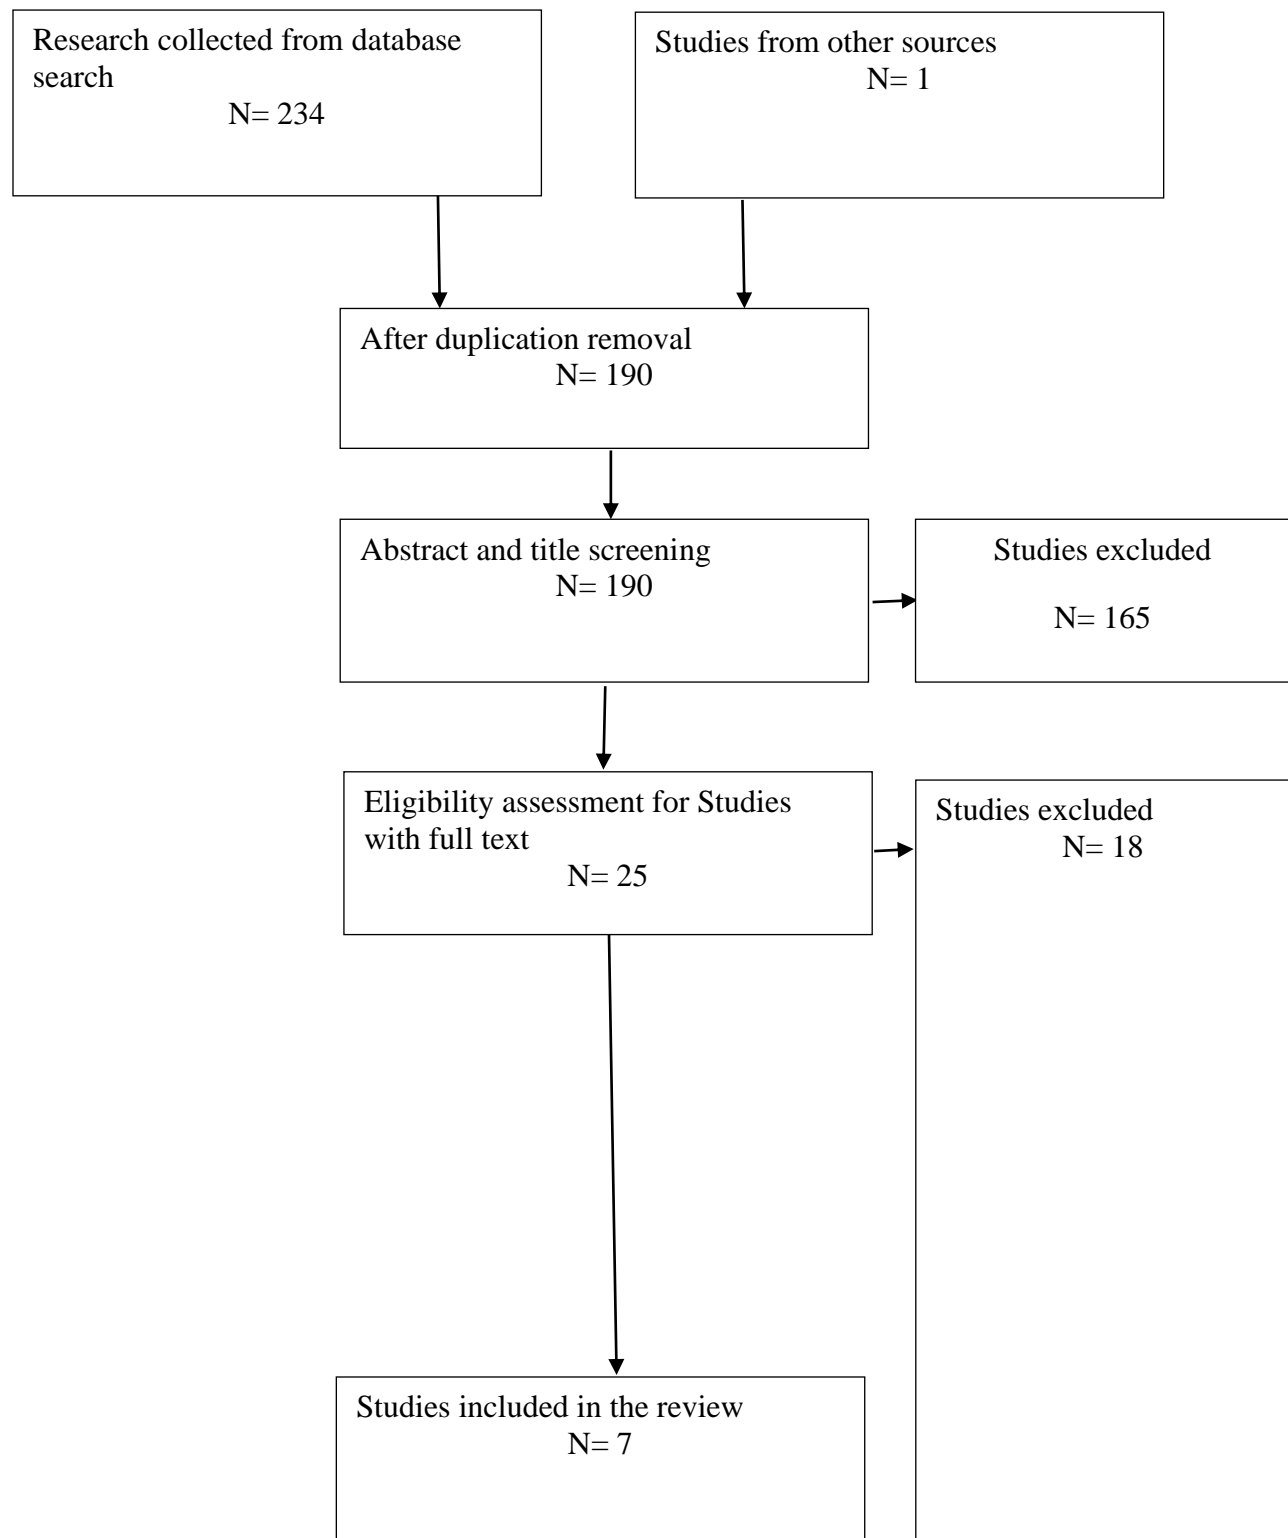 Research collected from database
search
N= 234
Studies from other sources
N= 1
After duplication removal
N= 190
Abstract and title screening
N= 190
Studies excluded
N= 165
Eligibility assessment for Studies
with full text
N= 25
Studies excluded
N= 18
Studies included in the review
N= 7